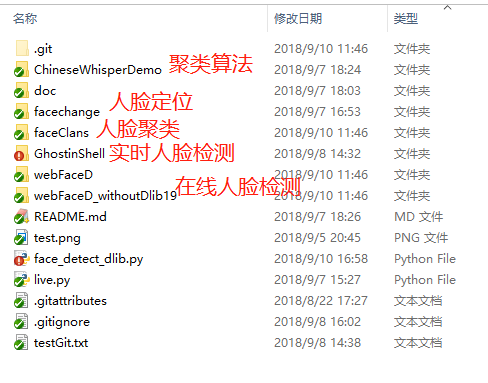 名称 修改日期 类型
.git 2018/9/10 11:46 文件夹
ChineseWhisperDemo 聚类算法 2018/9/7 18:24 文件夹
doc 2018/9/7 18:03 文件夹
facechange 人脸定位 2018/9/7 16:53 文件夹
faceClans 人脸聚类 2018/9/10 11:46 文件夹
GhostinShell 实时人脸检测 2018/9/8 14:32 文件夹
webFaceD 2018/9/10 11:46 文件夹
webFaceD_withoutDlib19 在线人脸检测 2018/9/10 11:46 文件夹
README.md 2018/9/7 18:26 MD 文件
test.png 2018/9/5 20:45 PNG 文件
face_detect_dlib.py 2018/9/10 16:58 Python File
live.py 2018/9/7 15:27 Python File
.gitattributes 2018/8/22 17:27 文本文档
.gitignore 2018/9/8 16:02 文本文档
testGit.txt 2018/9/8 14:38 文本文档